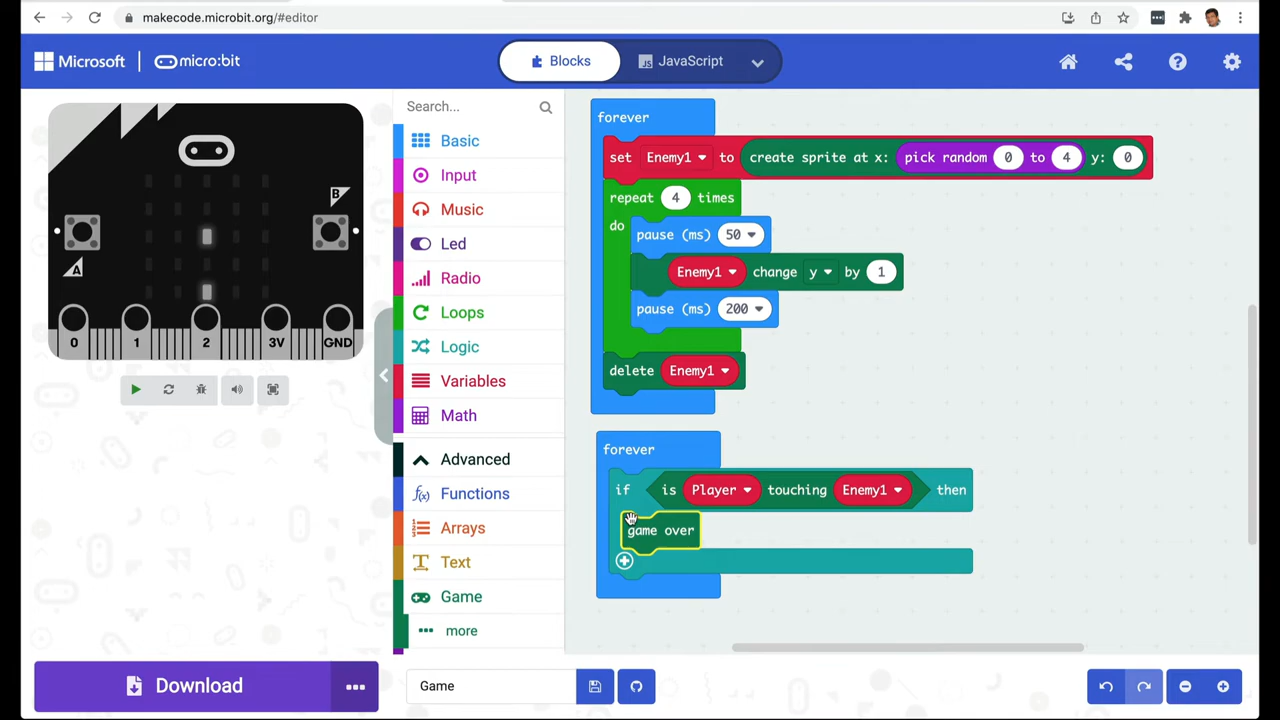 makecode.microbit.org/#editor
Microsoft
micro:bit
Blocks
JavaScript
Search...
Basic
Input
Music
Led
Radio
Loops
Logic
Variables
Math
Advanced
Functions
Arrays
Text
Game
more
A
B
0 1 2 3V GND
forever
set Enemy1 to create sprite at x: pick random 0 to 4 y: 0
repeat 4 times
do
pause (ms) 50
Enemy1 change y by 1
pause (ms) 200
delete Enemy1
forever
if is Player touching Enemy1 then
game over
Download
Game